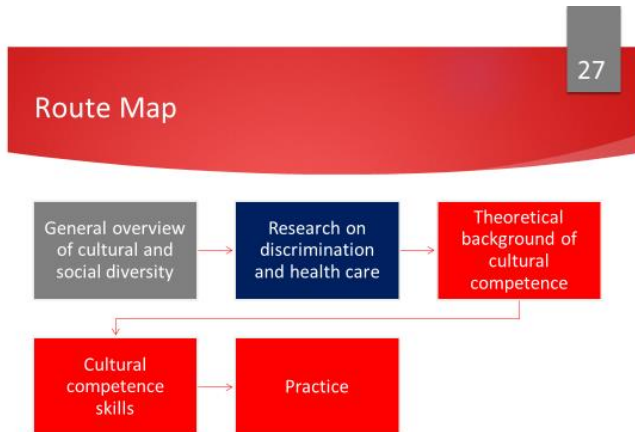 27
Route Map
General overview
of cultural and
social diversity
Research on
discrimination
and health care
Theoretical
background of
cultural
competence
Cultural
competence
skills
Practice